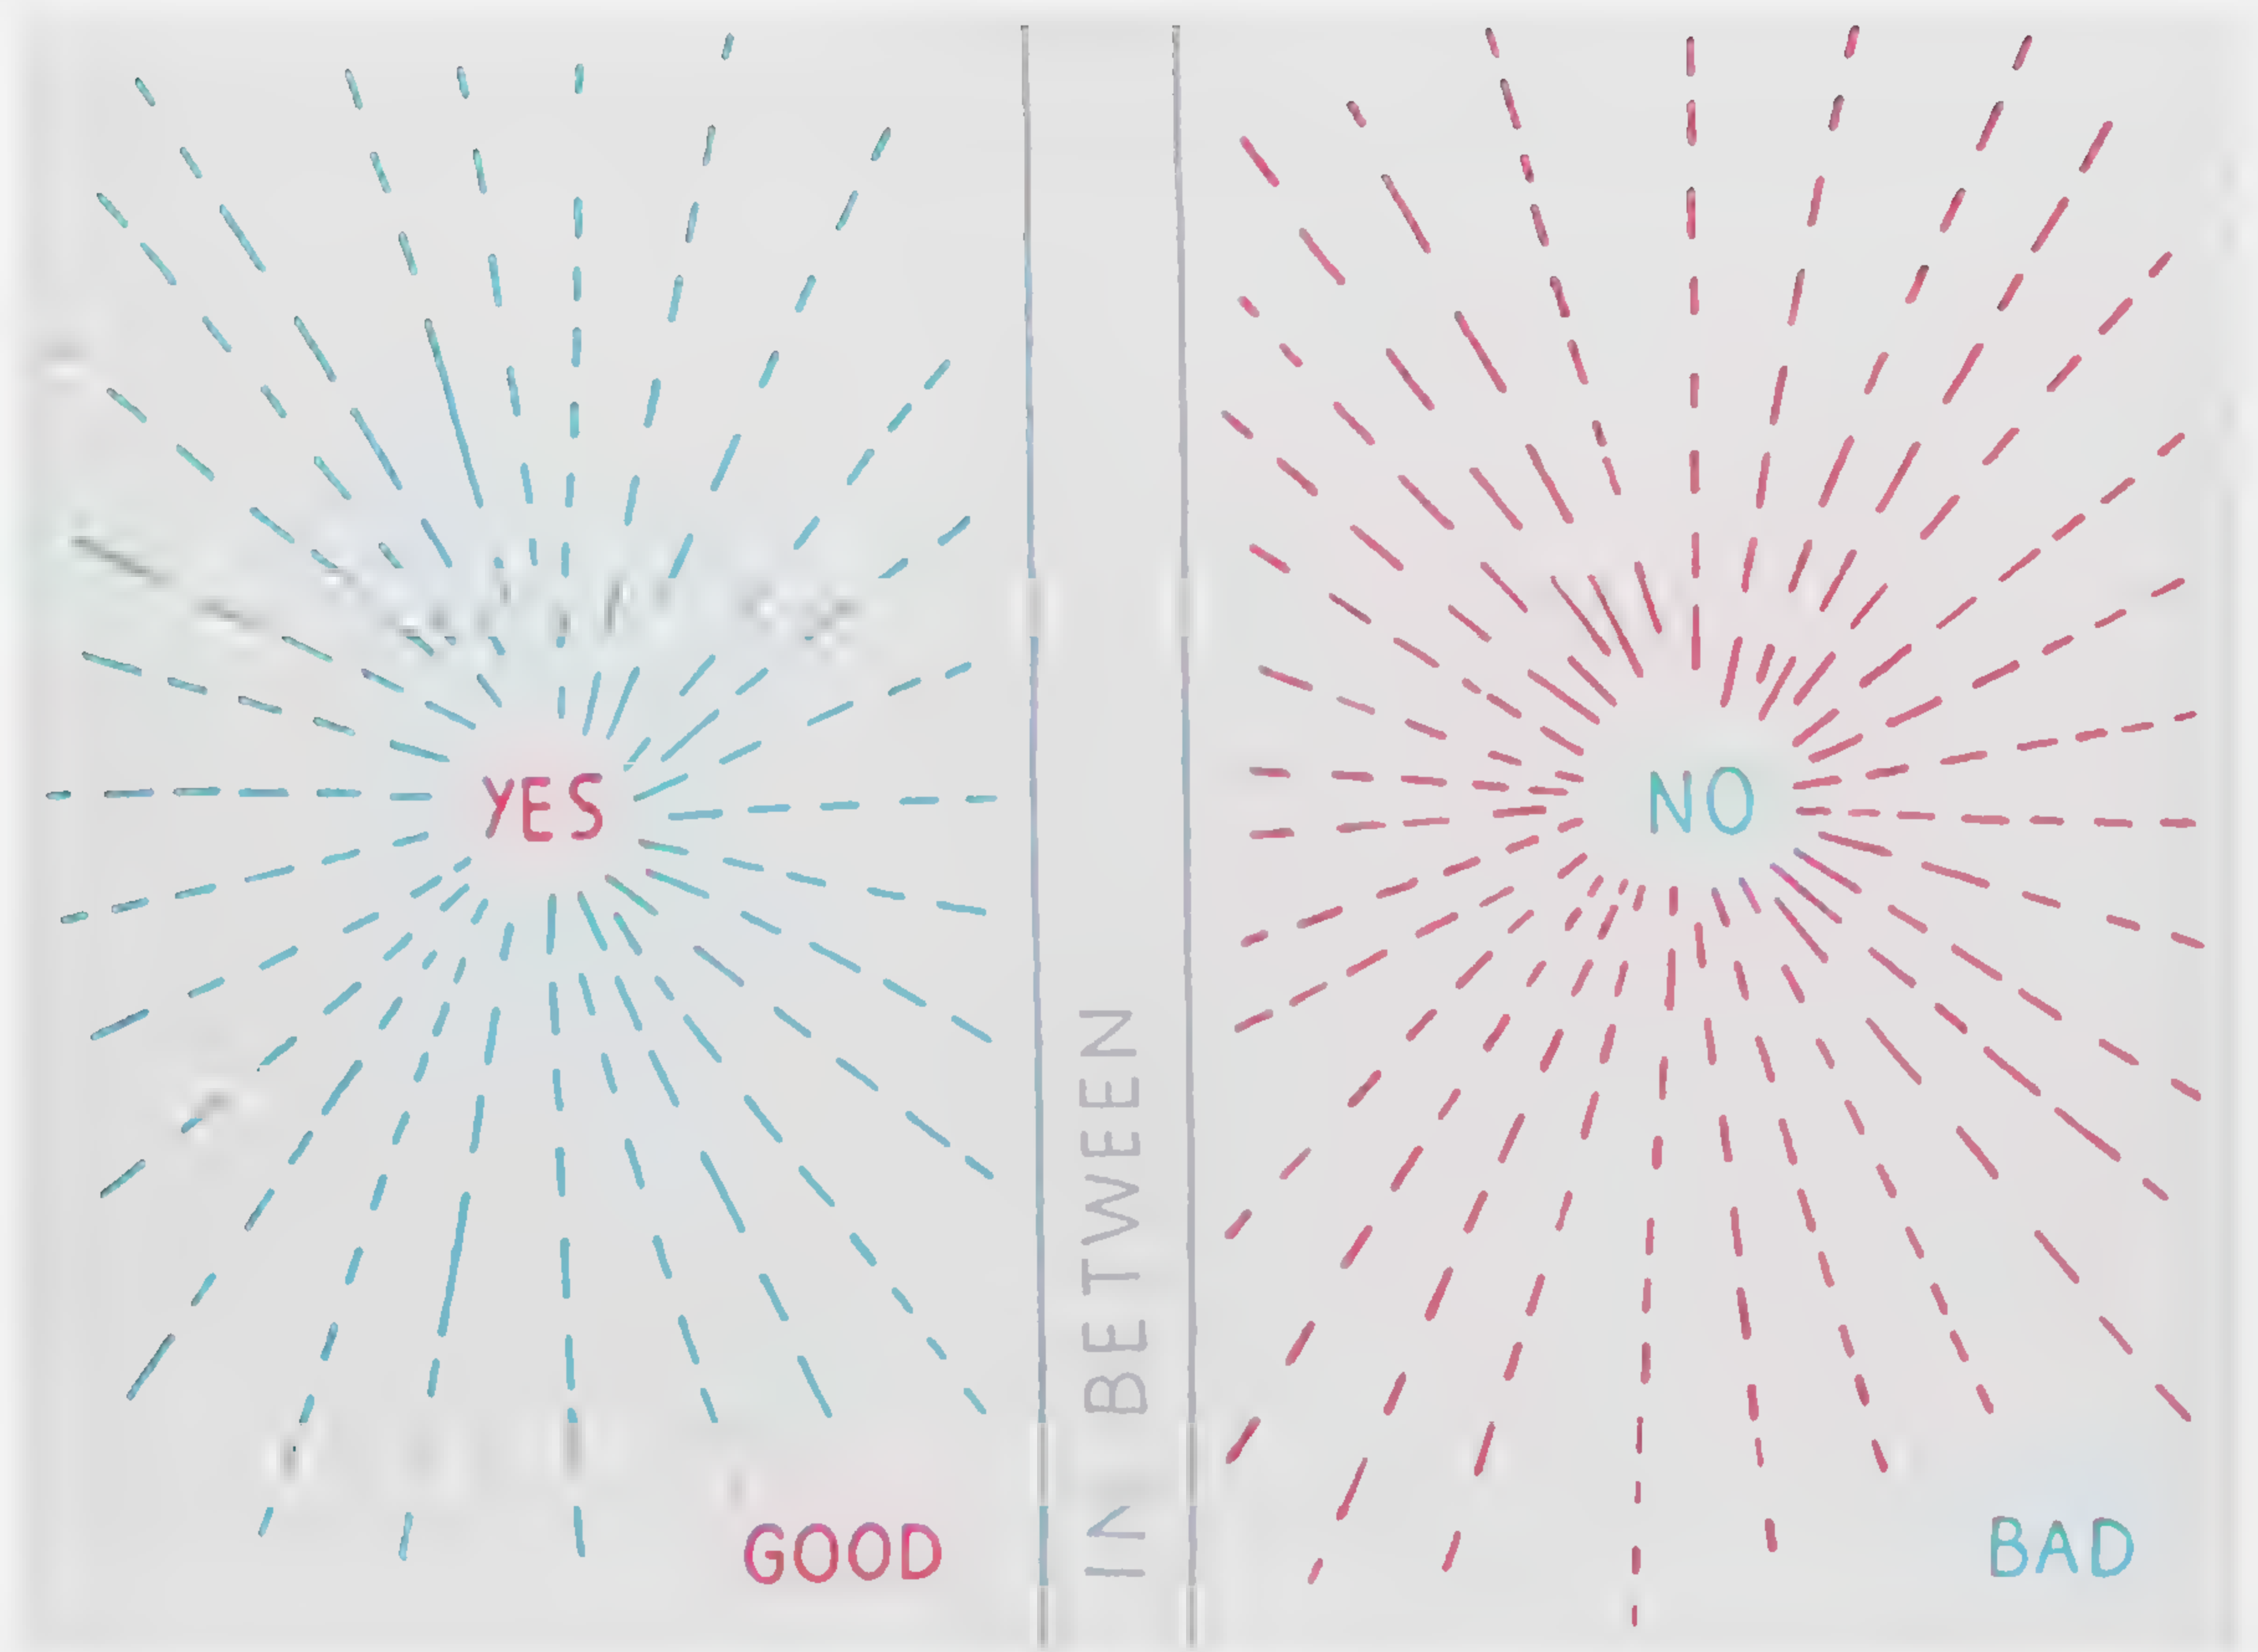 YES
GOOD
IN BETWEEN
NO
BAD